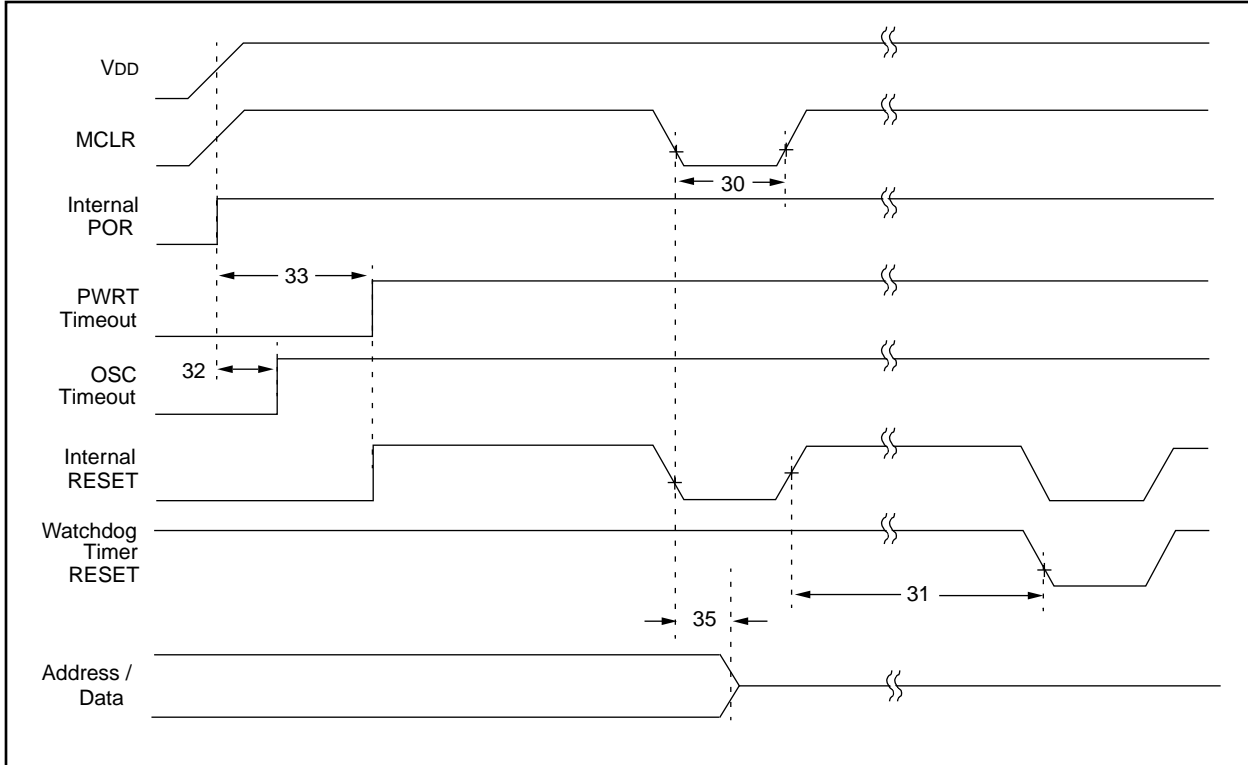 VDD
MCLR
30
Internal
POR
33
PWRT
Timeout
32
OSC
Timeout
Internal
RESET
Watchdog
Timer
RESET
31
35
Address /
Data